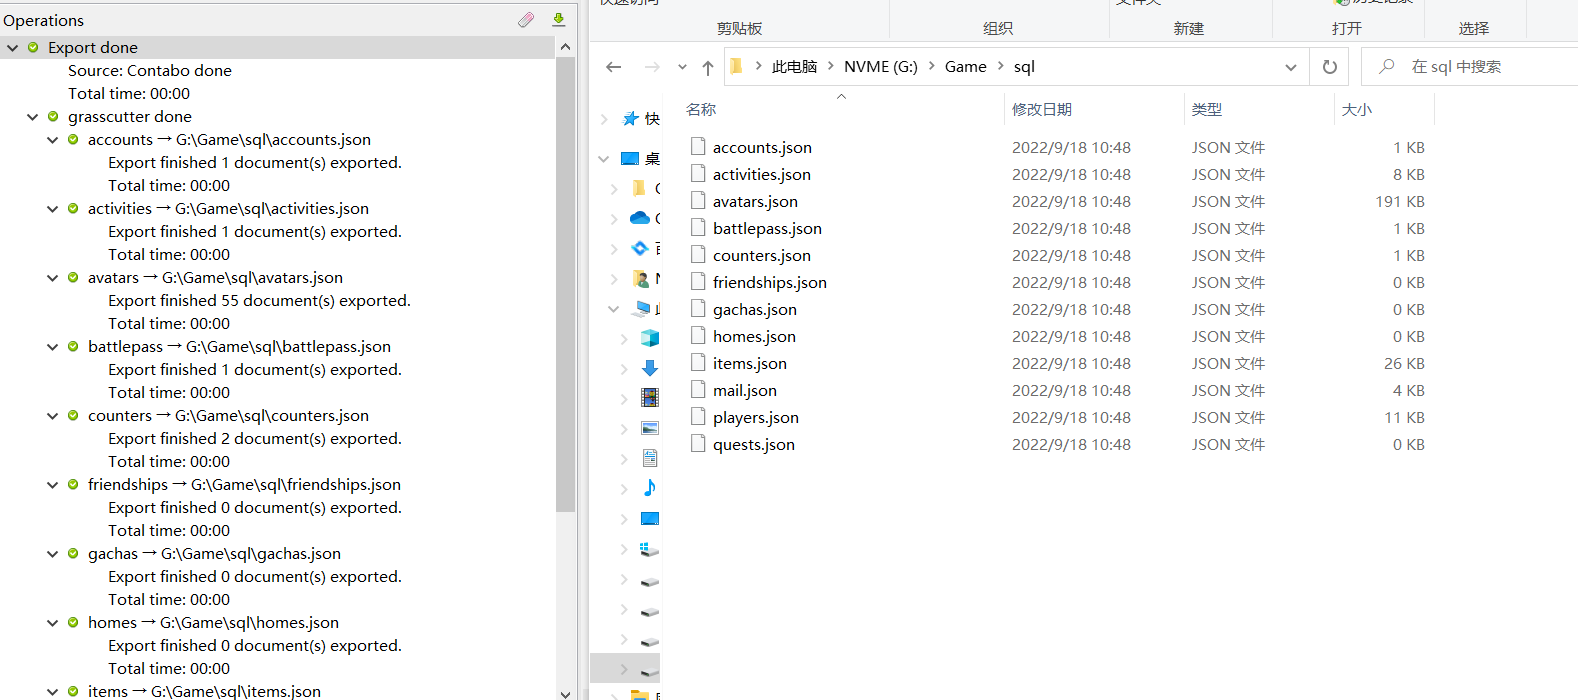 Operations
Export done
Source: Contabo done
Total time: 00:00
grasscutter done
accounts → G:\Game\sql\accounts.json
Export finished 1 document(s) exported.
Total time: 00:00
activities → G:\Game\sql\activities.json
Export finished 1 document(s) exported.
Total time: 00:00
avatars → G:\Game\sql\avatars.json
Export finished 55 document(s) exported.
Total time: 00:00
battlepass → G:\Game\sql\battlepass.json
Export finished 1 document(s) exported.
Total time: 00:00
counters → G:\Game\sql\counters.json
Export finished 2 document(s) exported.
Total time: 00:00
friendships → G:\Game\sql\friendships.json
Export finished 0 document(s) exported.
Total time: 00:00
gachas → G:\Game\sql\gachas.json
Export finished 0 document(s) exported.
Total time: 00:00
homes → G:\Game\sql\homes.json
Export finished 0 document(s) exported.
Total time: 00:00
items → G:\Game\sql\items.json
剪贴板 组织 新建 打开 选择
此电脑 NVME (G:) Game sql
在 sql 中搜索
快
桌
名称 修改日期 类型 大小
accounts.json 2022/9/18 10:48 JSON 文件 1 KB
activities.json 2022/9/18 10:48 JSON 文件 8 KB
avatars.json 2022/9/18 10:48 JSON 文件 191 KB
battlepass.json 2022/9/18 10:48 JSON 文件 1 KB
counters.json 2022/9/18 10:48 JSON 文件 1 KB
friendships.json 2022/9/18 10:48 JSON 文件 0 KB
gachas.json 2022/9/18 10:48 JSON 文件 0 KB
homes.json 2022/9/18 10:48 JSON 文件 0 KB
items.json 2022/9/18 10:48 JSON 文件 26 KB
mail.json 2022/9/18 10:48 JSON 文件 4 KB
players.json 2022/9/18 10:48 JSON 文件 11 KB
quests.json 2022/9/18 10:48 JSON 文件 0 KB